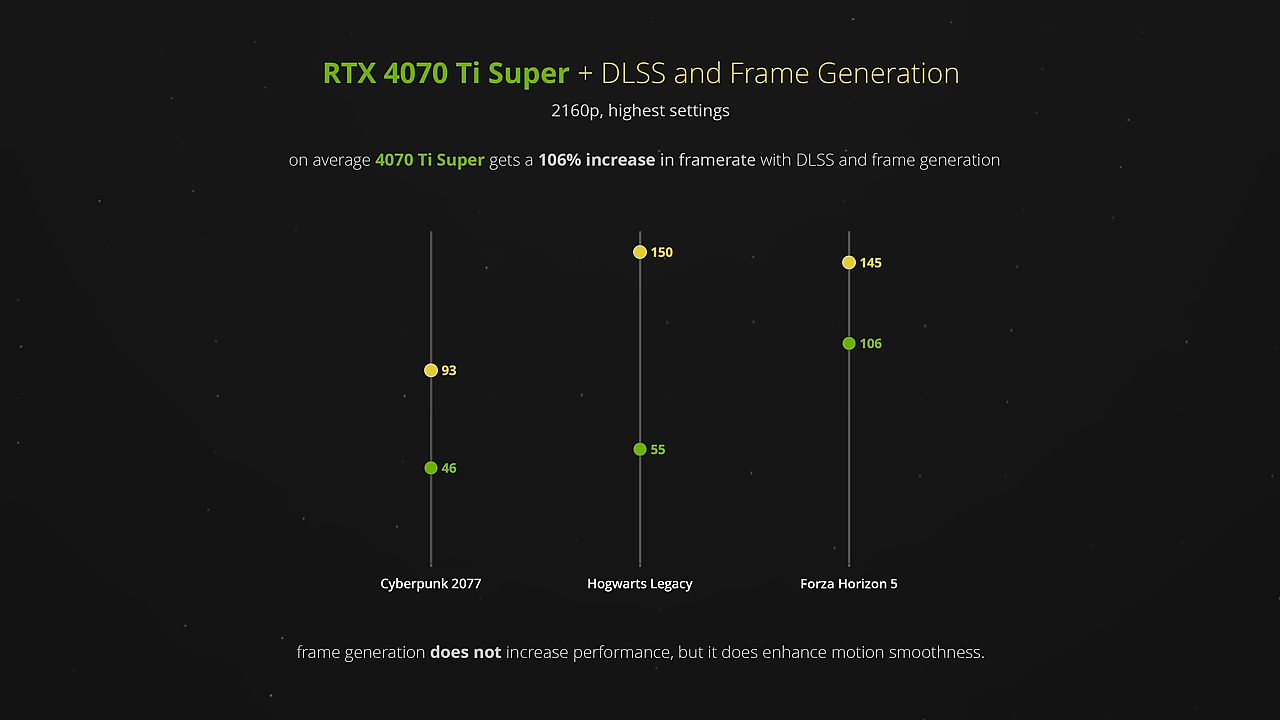 RTX 4070 Ti Super + DLSS and Frame Generation
2160p, highest settings
on average 4070 Ti Super gets a 106% increase in framerate with DLSS and frame generation
150
145
106
93
55
46
Cyberpunk 2077
Hogwarts Legacy
Forza Horizon 5
frame generation does not increase performance, but it does enhance motion smoothness.